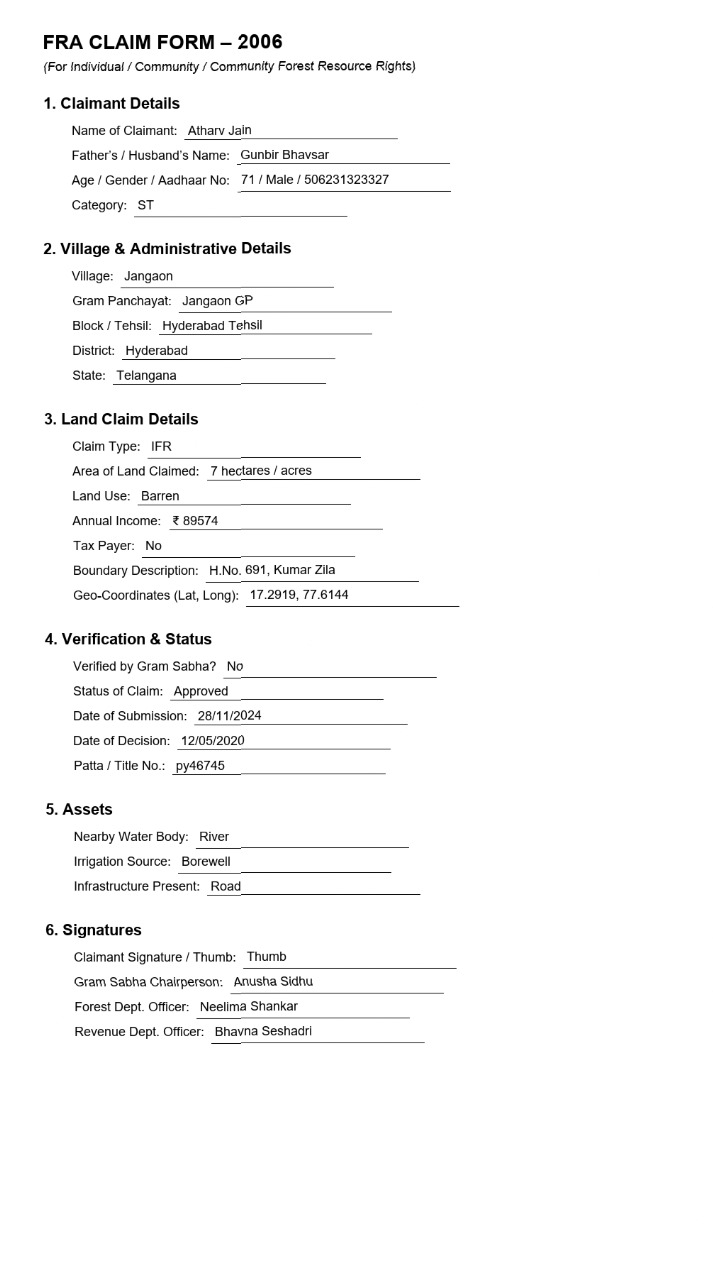 FRA CLAIM FORM – 2006
(For Individual / Community / Community Forest Resource Rights)
1. Claimant Details
Name of Claimant: Atharv Jain
Father's / Husband's Name: Gunbir Bhavsar
Age / Gender / Aadhaar No: 71 / Male / 506231323327
Category: ST
2. Village & Administrative Details
Village: Jangaon
Gram Panchayat: Jangaon GP
Block / Tehsil: Hyderabad Tehsil
District: Hyderabad
State: Telangana
3. Land Claim Details
Claim Type: IFR
Area of Land Claimed: 7 hectares / acres
Land Use: Barren
Annual Income: ₹ 89574
Tax Payer: No
Boundary Description: H.No. 691, Kumar Zila
Geo-Coordinates (Lat, Long): 17.2919, 77.6144
4. Verification & Status
Verified by Gram Sabha? No
Status of Claim: Approved
Date of Submission: 28/11/2024
Date of Decision: 12/05/2020
Patta / Title No.: py46745
5. Assets
Nearby Water Body: River
Irrigation Source: Borewell
Infrastructure Present: Road
6. Signatures
Claimant Signature / Thumb: Thumb
Gram Sabha Chairperson: Anusha Sidhu
Forest Dept. Officer: Neelima Shankar
Revenue Dept. Officer: Bhavna Seshadri